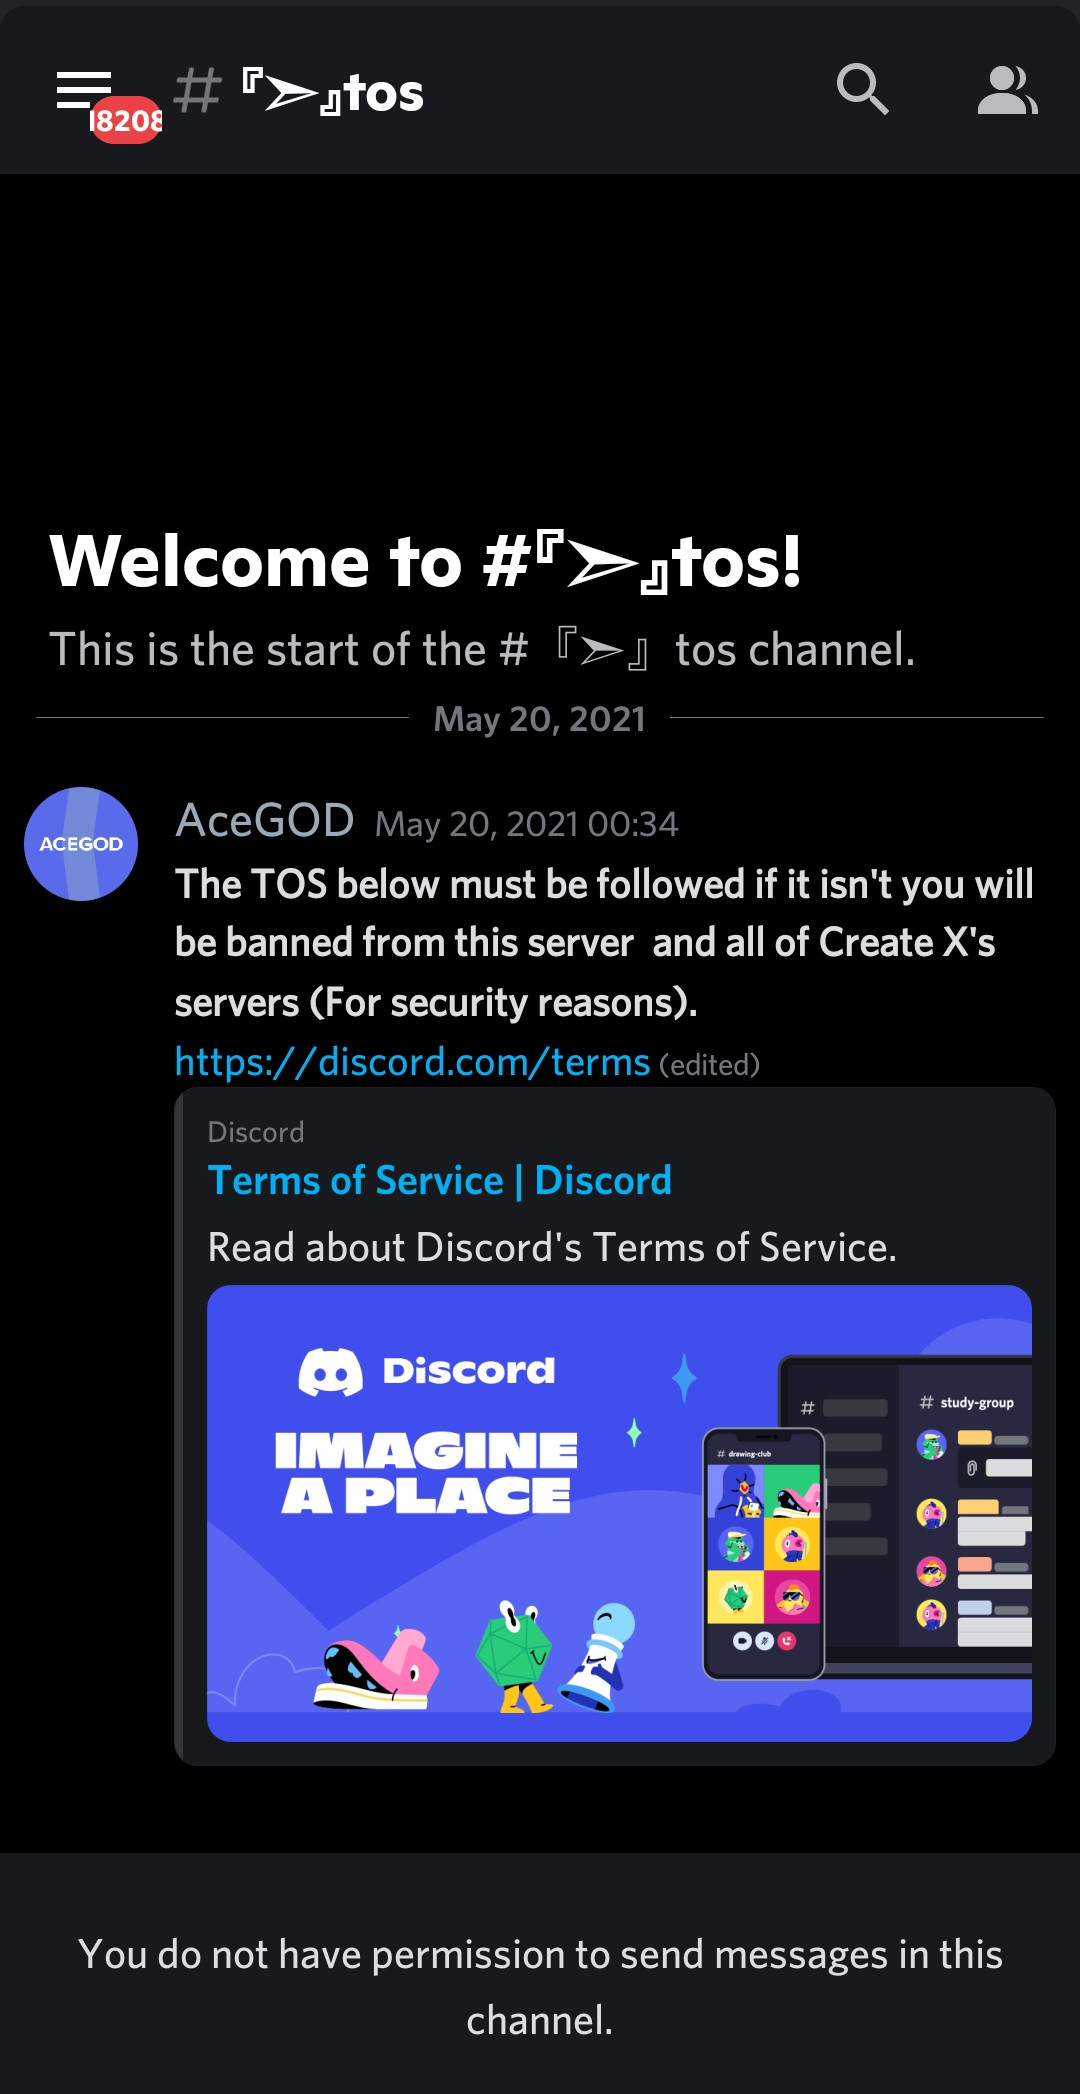 # 『➣』tos
18208
Welcome to #『➣』tos!
This is the start of the # 『➣』 tos channel.
May 20, 2021
ACEGOD
AceGOD May 20, 2021 00:34
The TOS below must be followed if it isn't you will
be banned from this server  and all of Create X's
servers (For security reasons).
https://discord.com/terms (edited)
Discord
Terms of Service | Discord
Read about Discord's Terms of Service.
Discord
IMAGINE
A PLACE
# study-group
#
# drawing-club
You do not have permission to send messages in this
channel.